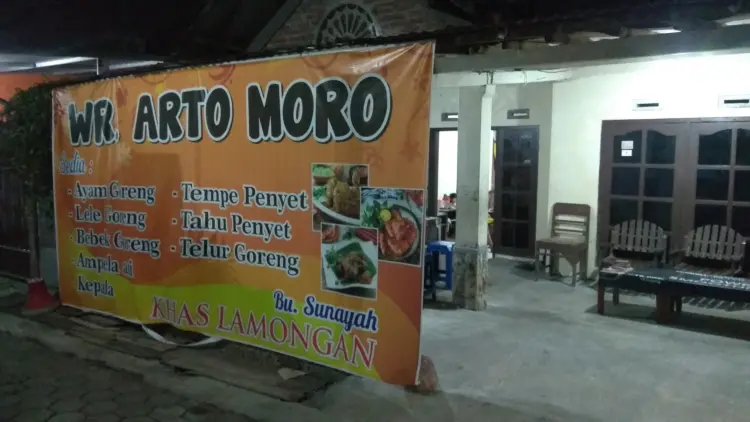 WR. ARTO MORO
Sedia :
- Ayam Goreng
- Lele Goreng
- Bebek Goreng
- Ampela ati
Kepala
- Tempe Penyet
- Tahu Penyet
- Telur Goreng
Bu. Sunayah
KHAS LAMONGAN